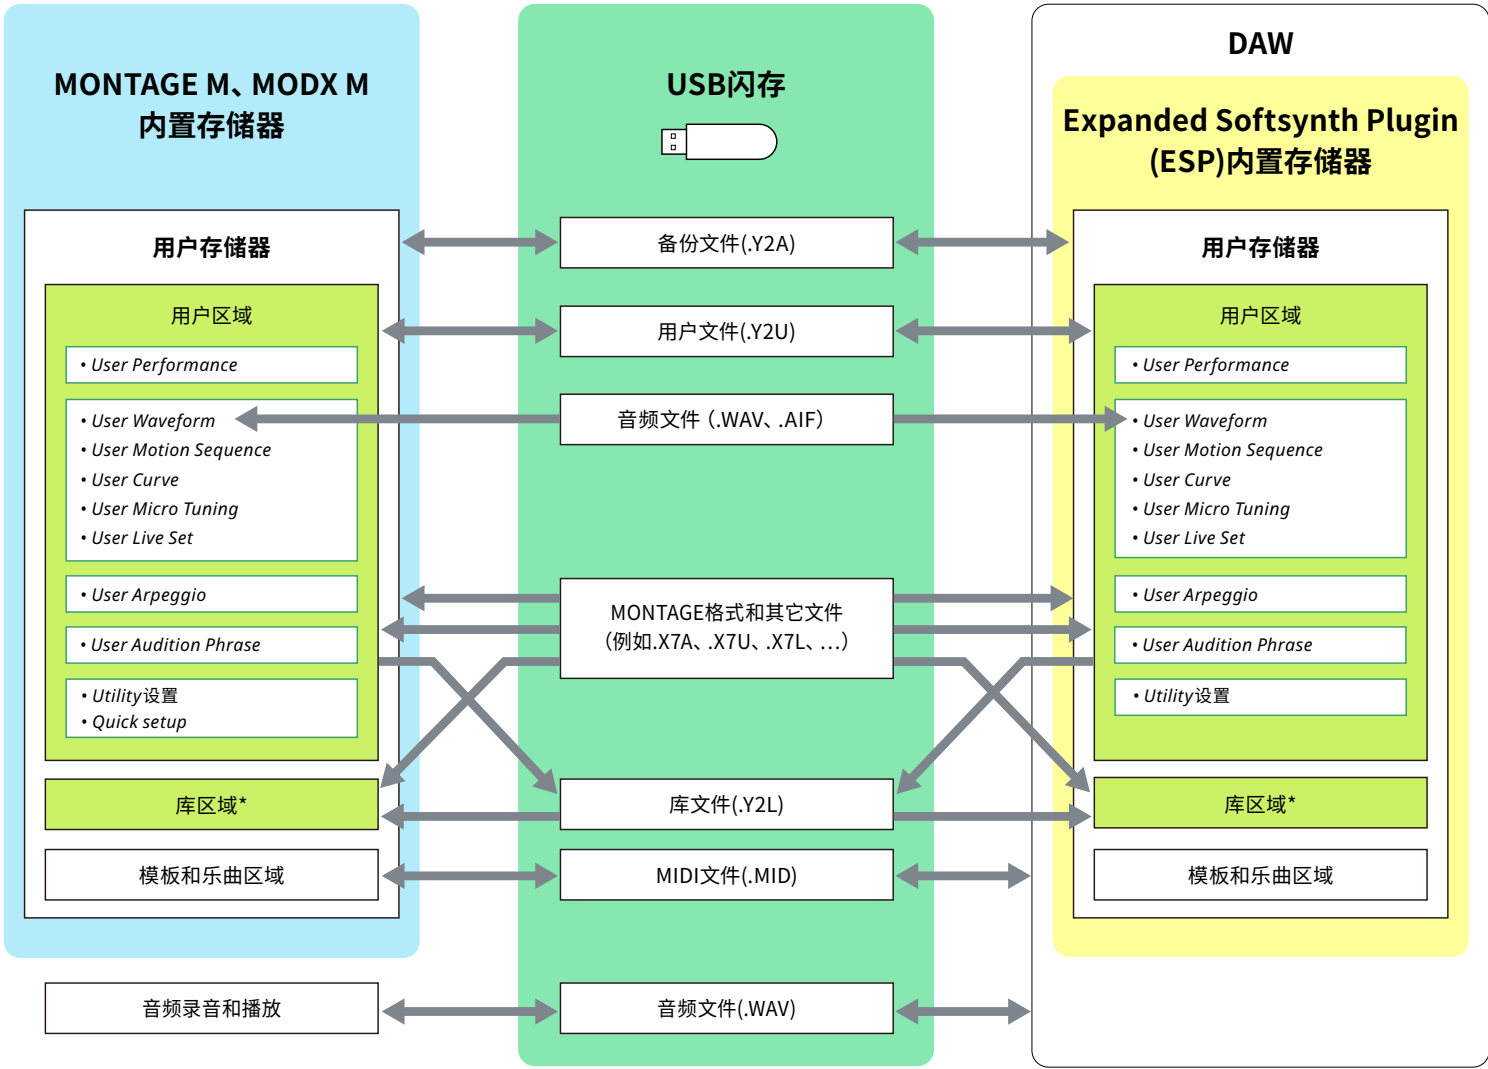 MONTAGE M、MODX M
内置存储器
用户存储器
用户区域
• User Performance
• User Waveform
• User Motion Sequence
• User Curve
• User Micro Tuning
• User Live Set
• User Arpeggio
• User Audition Phrase
• Utility设置
• Quick setup
库区域*
模板和乐曲区域
音频录音和播放
USB闪存
备份文件(.Y2A)
用户文件(.Y2U)
音频文件（.WAV、.AIF）
MONTAGE格式和其它文件
（例如.X7A、.X7U、.X7L、…）
库文件(.Y2L)
MIDI文件(.MID)
音频文件(.WAV)
DAW
Expanded Softsynth Plugin
(ESP)内置存储器
用户存储器
用户区域
• User Performance
• User Waveform
• User Motion Sequence
• User Curve
• User Micro Tuning
• User Live Set
• User Arpeggio
• User Audition Phrase
• Utility设置
库区域*
模板和乐曲区域